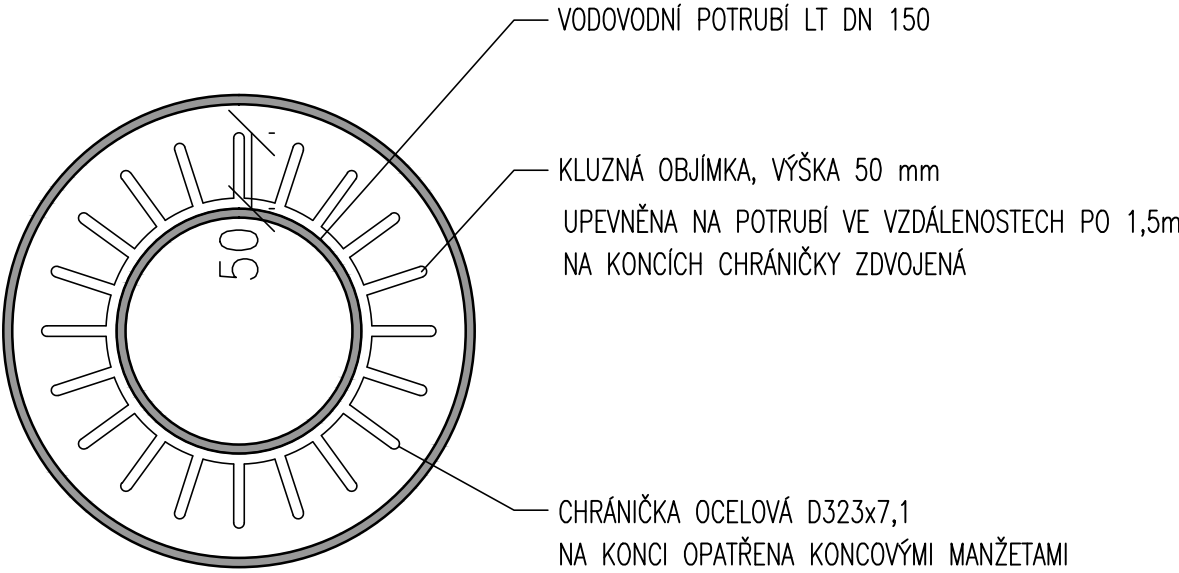 VODOVODNÍ POTRUBÍ LT DN 150
KLUZNÁ OBJÍMKA, VÝŠKA 50 mm
UPEVNĚNA NA POTRUBÍ VE VZDÁLENOSTECH PO 1,5m
NA KONCÍCH CHRÁNIČKY ZDVOJENÁ
50
CHRÁNIČKA OCELOVÁ D323x7,1
NA KONCI OPATŘENA KONCOVÝMI MANŽETAMI